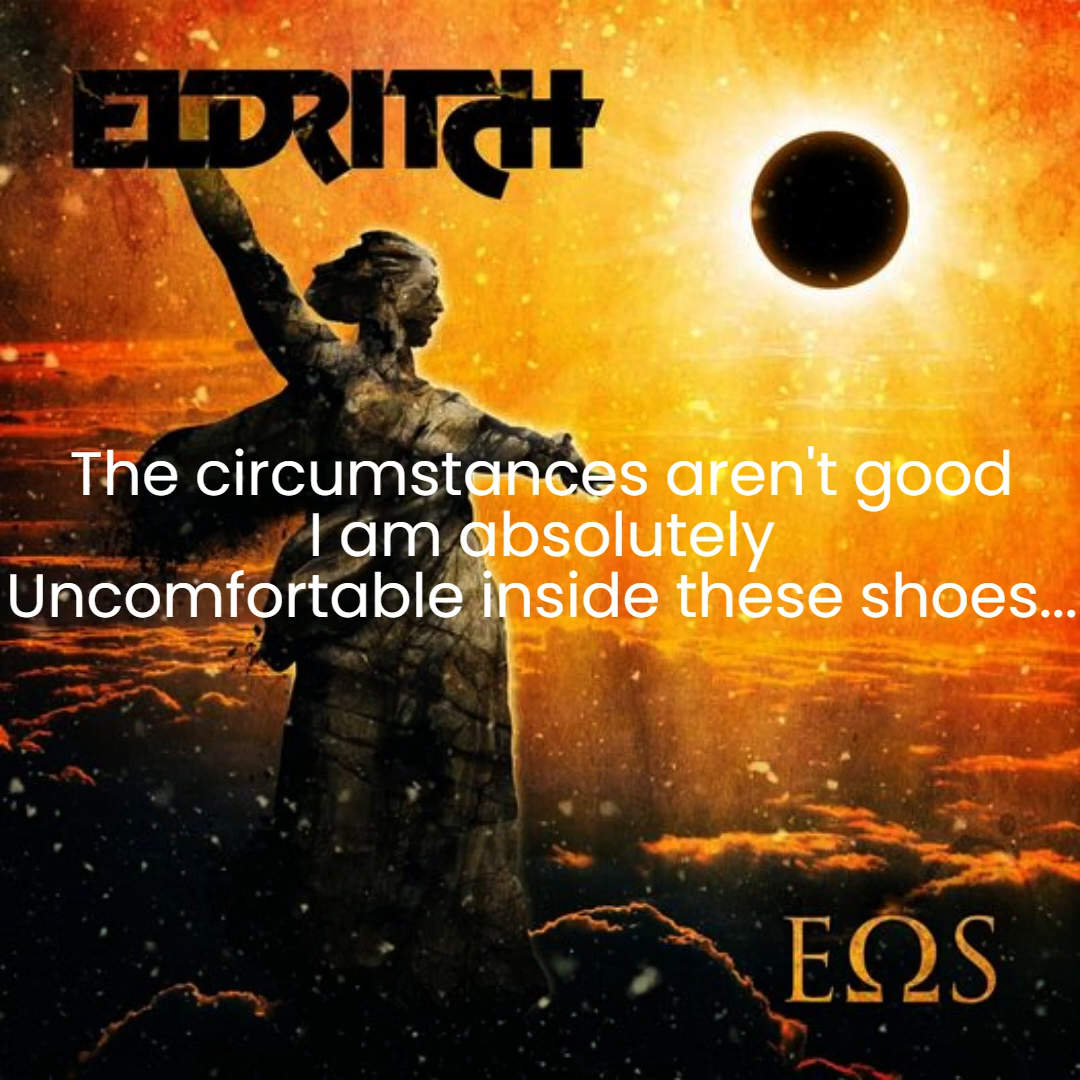 ELDRITCH
The circumstances aren't good
I am absolutely
Uncomfortable inside these shoes...
EΩS